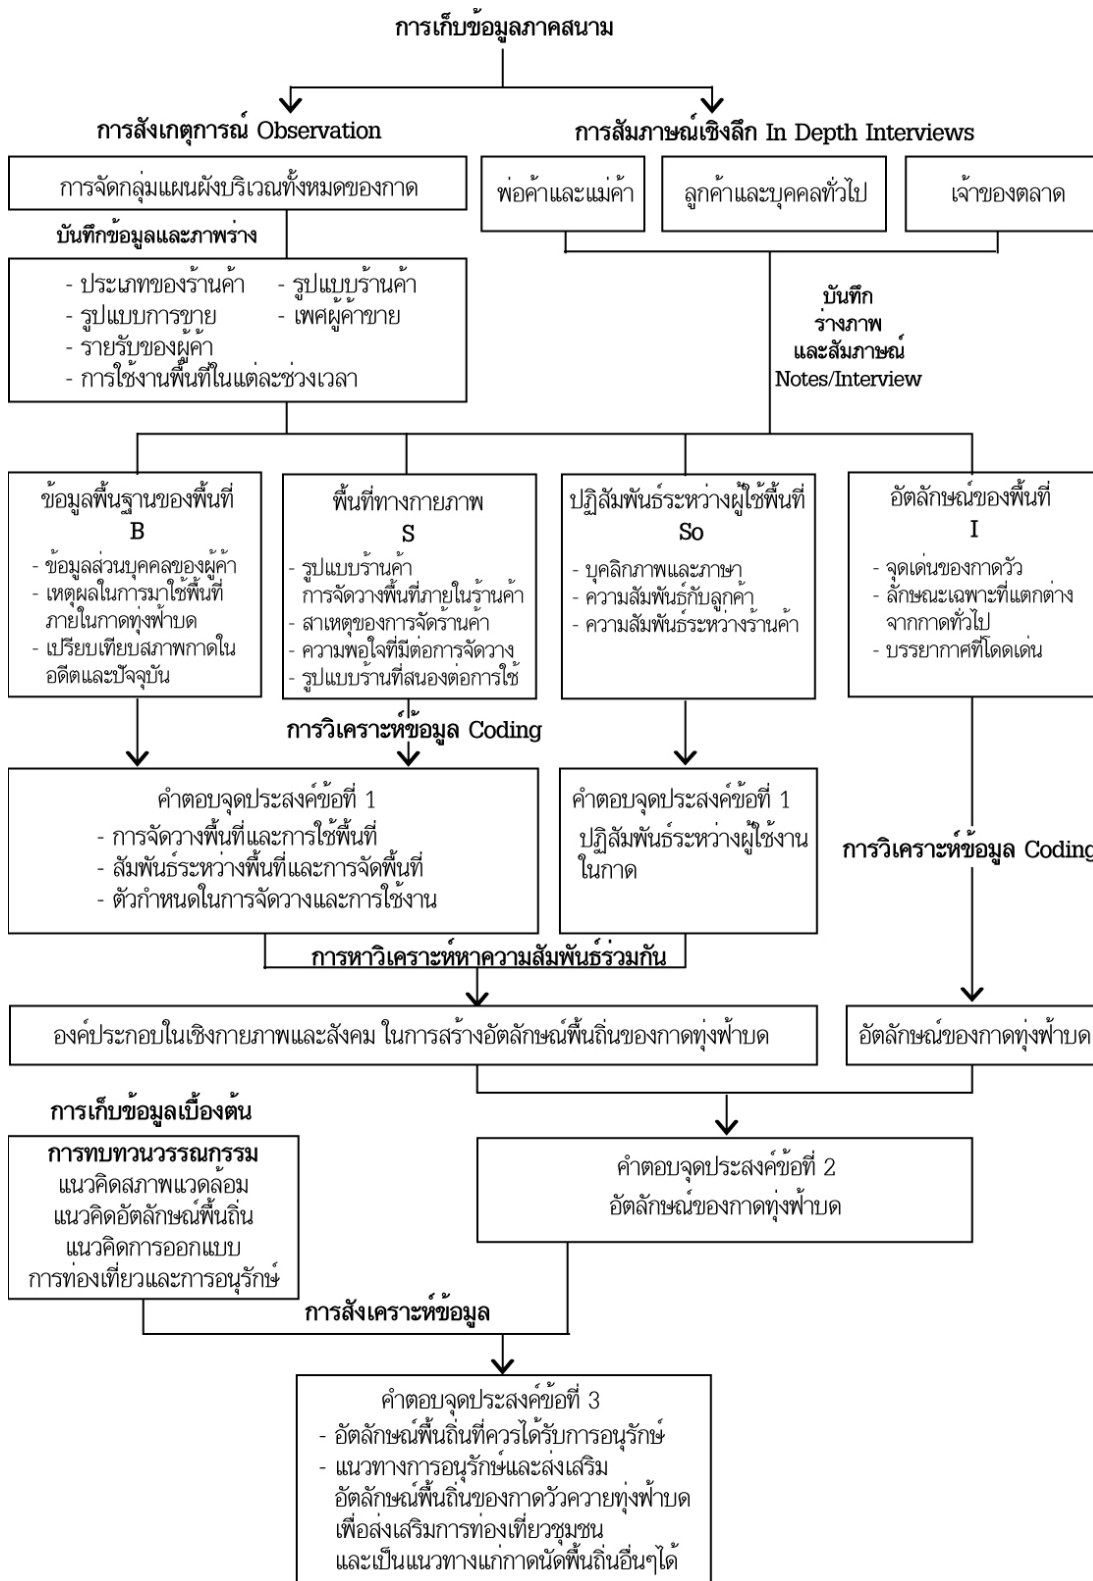 การเก็บข้อมูลภาคสนาม
การสังเกตุการณ์ Observation
การสัมภาษณ์เชิงลึก In Depth Interviews
การจัดกลุ่มแผนผังบริเวณทั้งหมดของกาด
พ่อค้าและแม่ค้า
ลูกค้าและบุคคลทั่วไป
เจ้าของตลาด
บันทึกข้อมูลและภาพร่าง
- ประเภทของร้านค้า - รูปแบบร้านค้า
- รูปแบบการขาย - เพศผู้ค้าขาย
- รายรับของผู้ค้า
- การใช้งานพื้นที่ในแต่ละช่วงเวลา
บันทึก
ร่างภาพ
และสัมภาษณ์
Notes/Interview
ข้อมูลพื้นฐานของพื้นที่
B
- ข้อมูลส่วนบุคคลของผู้ค้า
- เหตุผลในการมาใช้พื้นที่
ภายในกาดทุ่งฟ้าบด
- เปรียบเทียบสภาพกาดใน
อดีตและปัจจุบัน
พื้นที่ทางกายภาพ
S
- รูปแบบร้านค้า
การจัดวางพื้นที่ภายในร้านค้า
- สาเหตุของการจัดร้านค้า
- ความพอใจที่มีต่อการจัดวาง
- รูปแบบร้านที่สนองต่อการใช้
ปฏิสัมพันธ์ระหว่างผู้ใช้พื้นที่
So
- บุคลิกภาพและภาษา
- ความสัมพันธ์กับลูกค้า
- ความสัมพันธ์ระหว่างร้านค้า
อัตลักษณ์ของพื้นที่
I
- จุดเด่นของกาดวัว
- ลักษณะเฉพาะที่แตกต่าง
จากกาดทั่วไป
- บรรยากาศที่โดดเด่น
การวิเคราะห์ข้อมูล Coding
คำตอบจุดประสงค์ข้อที่ 1
- การจัดวางพื้นที่และการใช้พื้นที่
- สัมพันธ์ระหว่างพื้นที่และการจัดพื้นที่
- ตัวกำหนดในการจัดวางและการใช้งาน
คำตอบจุดประสงค์ข้อที่ 1
ปฏิสัมพันธ์ระหว่างผู้ใช้งาน
ในกาด
การวิเคราะห์ข้อมูล Coding
การหาวิเคราะห์หาความสัมพันธ์ร่วมกัน
องค์ประกอบในเชิงกายภาพและสังคม ในการสร้างอัตลักษณ์พื้นถิ่นของกาดทุ่งฟ้าบด
อัตลักษณ์ของกาดทุ่งฟ้าบด
การเก็บข้อมูลเบื้องต้น
การทบทวนวรรณกรรม
แนวคิดสภาพแวดล้อม
แนวคิดอัตลักษณ์พื้นถิ่น
แนวคิดการออกแบบ
การท่องเที่ยวและการอนุรักษ์
คำตอบจุดประสงค์ข้อที่ 2
อัตลักษณ์ของกาดทุ่งฟ้าบด
การสังเคราะห์ข้อมูล
คำตอบจุดประสงค์ข้อที่ 3
- อัตลักษณ์พื้นถิ่นที่ควรได้รับการอนุรักษ์
- แนวทางการอนุรักษ์และส่งเสริม
อัตลักษณ์พื้นถิ่นของกาดวัวควายทุ่งฟ้าบด
เพื่อส่งเสริมการท่องเที่ยวชุมชน
และเป็นแนวทางแก่กาดนัดพื้นถิ่นอื่นๆได้